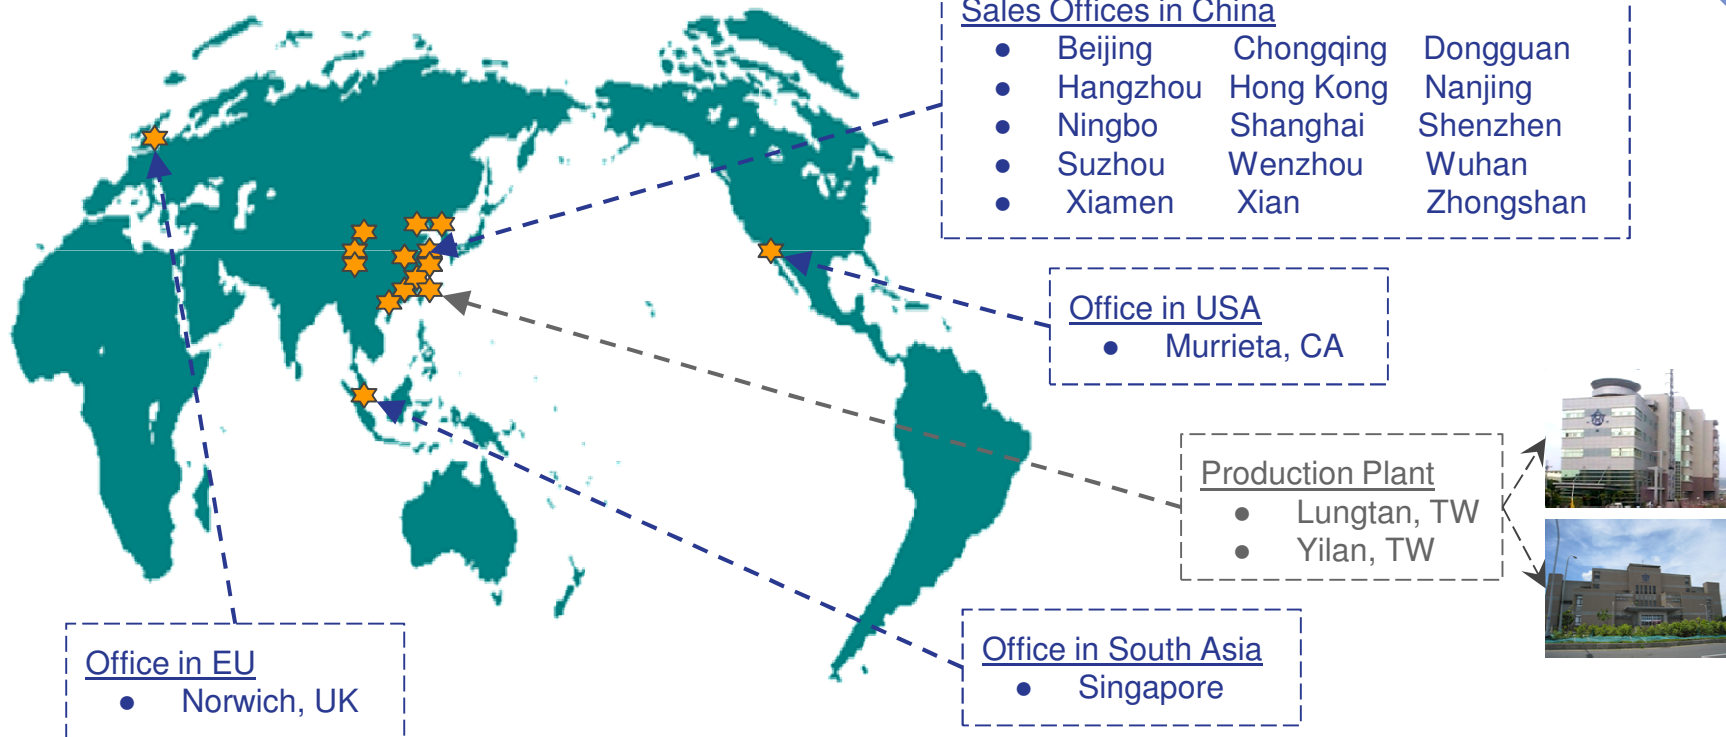 Sales Offices in China
● Beijing Chongqing Dongguan
● Hangzhou Hong Kong Nanjing
● Ningbo Shanghai Shenzhen
● Suzhou Wenzhou Wuhan
● Xiamen Xian Zhongshan
Office in USA
● Murrieta, CA
Production Plant
● Lungtan, TW
● Yilan, TW
Office in South Asia
● Singapore
Office in EU
● Norwich, UK